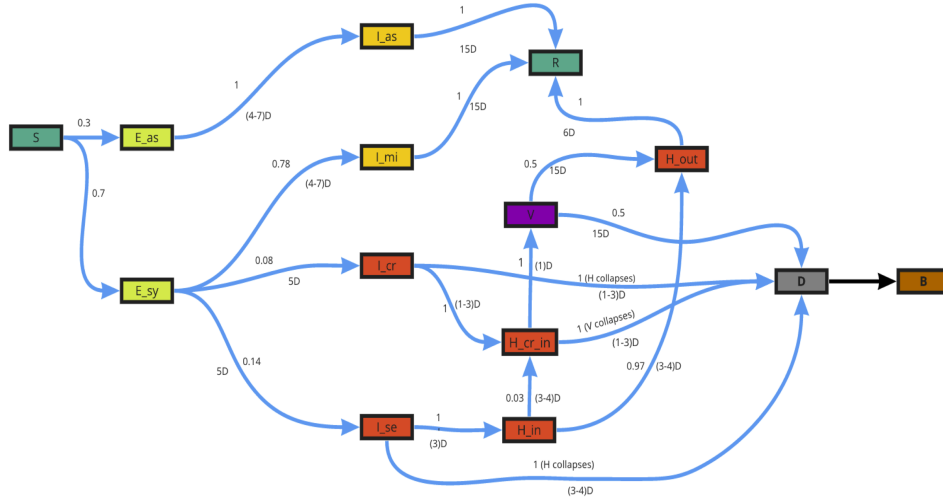 1
I_as
15D
R
1
(4-7)D
1
15D
1
6D
0.3
S
E_as
0.78
(4-7)D
I_mi
0.5
15D
H_out
0.7
V
0.5
15D
0.08
5D
I_cr
1
(1)D
1 (H collapses)
(1-3)D
D
B
E_sy
(1-3)D
1
1 (V collapses)
(1-3)D
H_cr_in
0.14
5D
0.97
(3-4)D
0.03
(3-4)D
I_se
1
(3)D
H_in
1 (H collapses)
(3-4)D